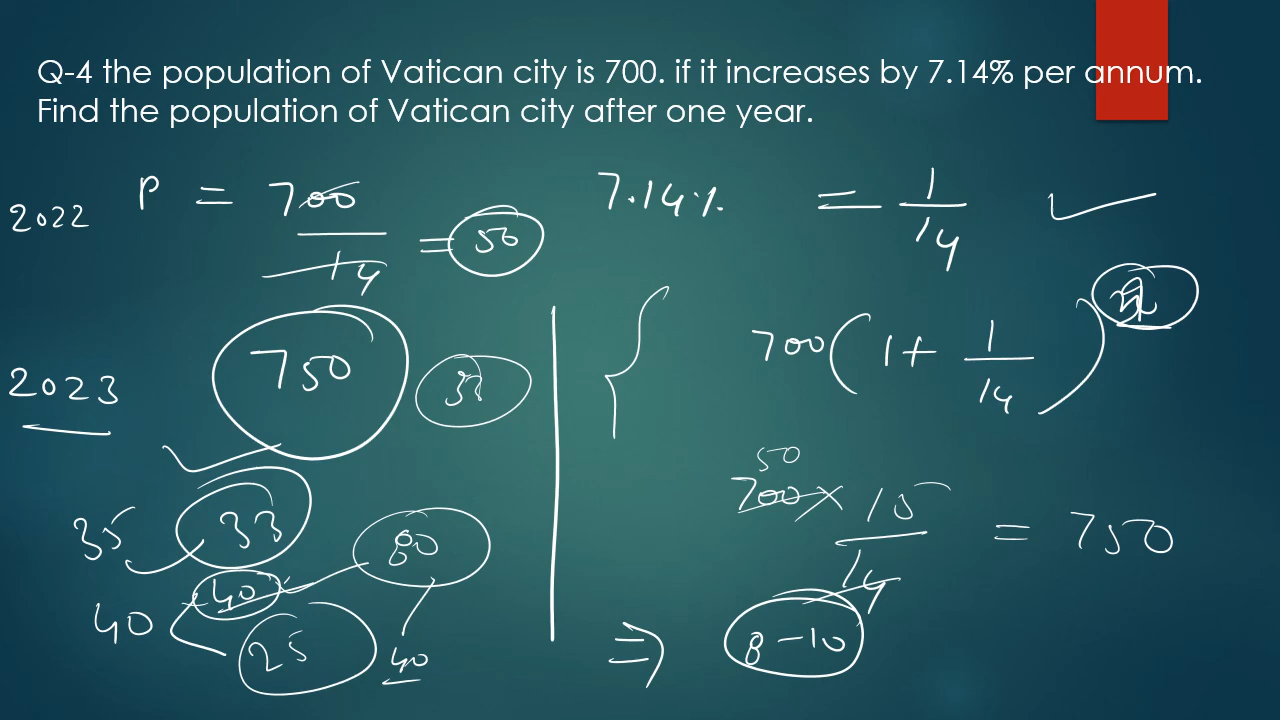 Q-4 the population of Vatican city is 700. if it increases by 7.14% per annum.
Find the population of Vatican city after one year.
2022 P = 700/14 = 50
7.14% = 1/14
700(1 + 1/14)
2023 750
50
700 × 15/14 = 750
35 33 80
40 40
25 40
⇒ 8-10